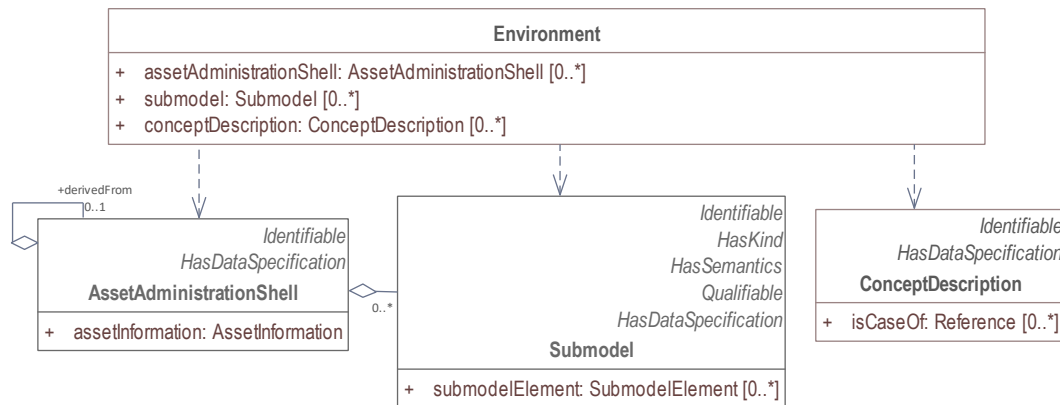 Environment
+ assetAdministrationShell: AssetAdministrationShell [0..*]
+ submodel: Submodel [0..*]
+ conceptDescription: ConceptDescription [0..*]
+derivedFrom
0..1
Identifiable
HasDataSpecification
AssetAdministrationShell
+ assetInformation: AssetInformation
0..*
Identifiable
HasKind
HasSemantics
Qualifiable
HasDataSpecification
Submodel
+ submodelElement: SubmodelElement [0..*]
Identifiable
HasDataSpecification
ConceptDescription
+ isCaseOf: Reference [0..*]